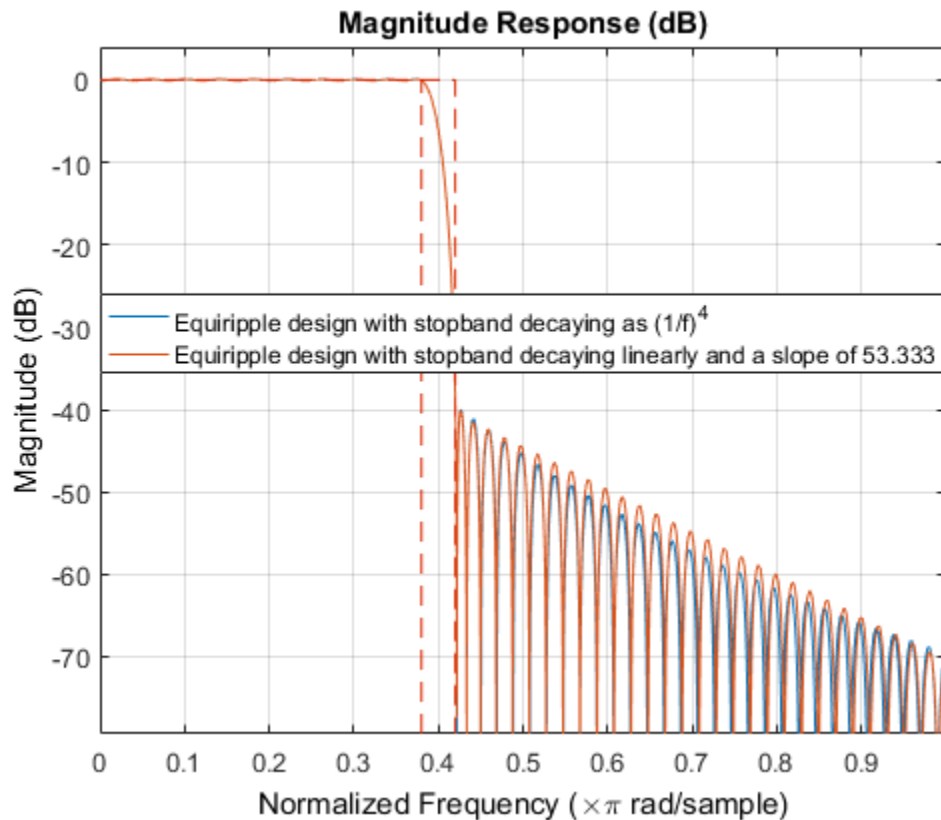 Magnitude Response (dB)
0
-10
-20
-30
-40
-50
-60
-70
Magnitude (dB)
Equiripple design with stopband decaying as (1/f)^4
Equiripple design with stopband decaying linearly and a slope of 53.333
0 0.1 0.2 0.3 0.4 0.5 0.6 0.7 0.8 0.9
Normalized Frequency (×π rad/sample)